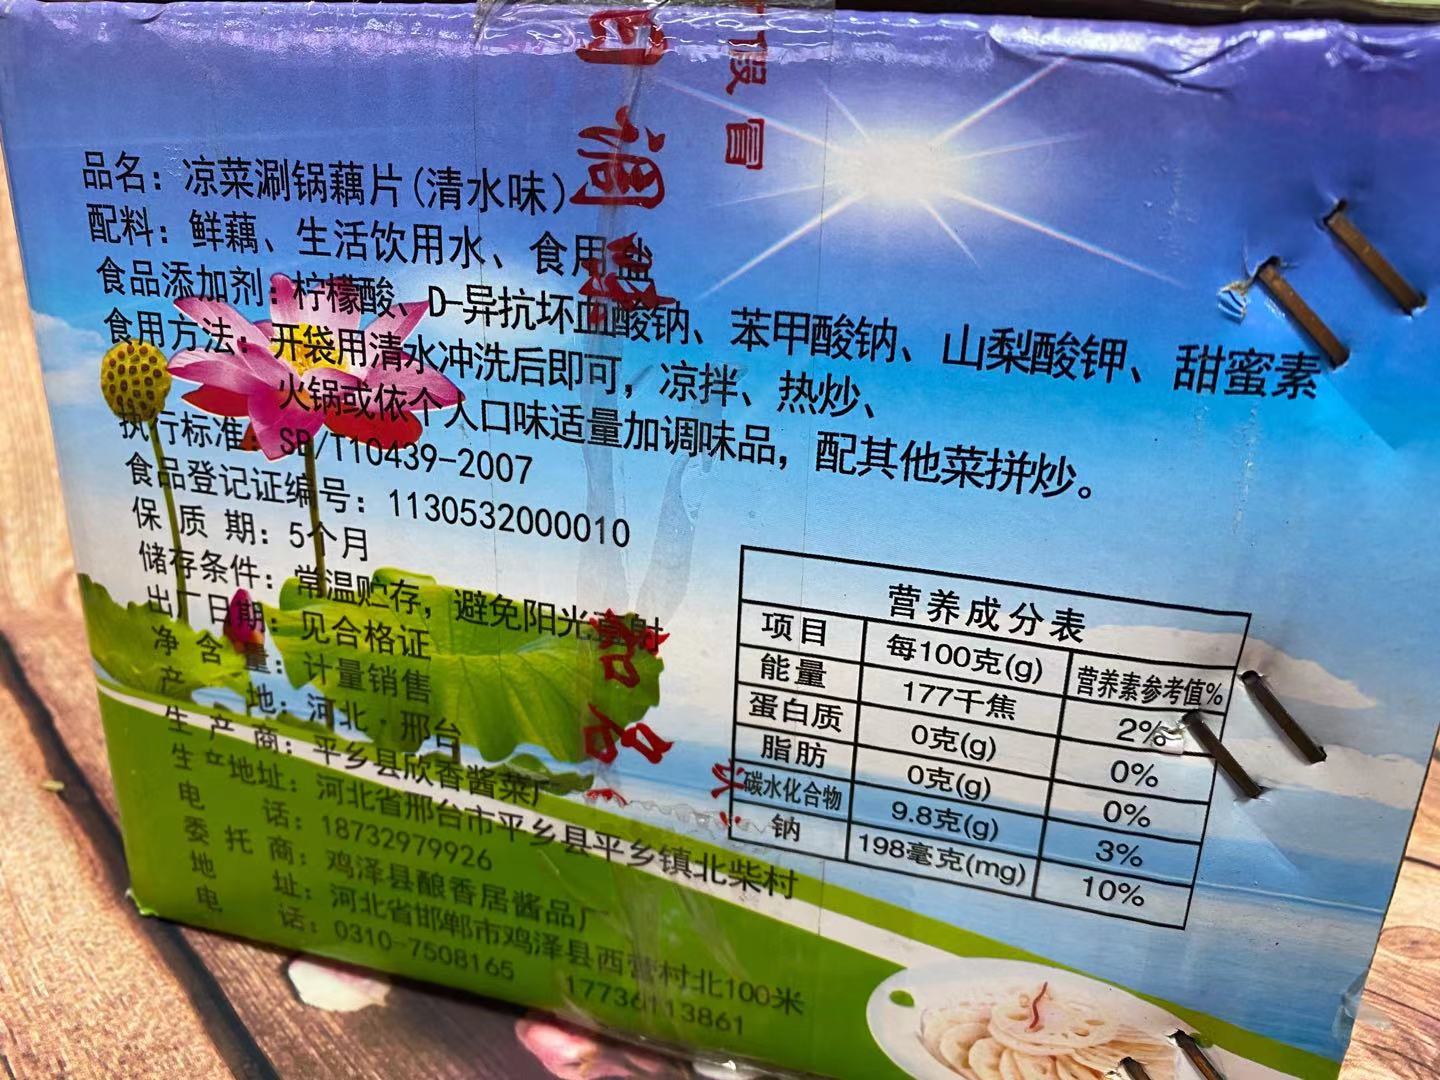 假冒
品名：凉菜涮锅藕片(清水味)
配料：鲜藕、生活饮用水、食用盐
食品添加剂：柠檬酸、D-异抗坏血酸钠、苯甲酸钠、山梨酸钾、甜蜜素
食用方法：开袋用清水冲洗后即可，凉拌、热炒、
火锅或依个人口味适量加调味品，配其他菜拼炒。
执行标准：SB/T10439-2007
食品登记证编号：1130532000010
保质期：5个月
储存条件：常温贮存，避免阳光直射
出厂日期：见合格证
净含量：计量销售
产地：河北·邢台
生产商：平乡县欣香酱菜厂
生产地址：河北省邢台市平乡县平乡镇北柴村
电话：18732979926
委托商：鸡泽县酿香居酱品厂
地址：河北省邯郸市鸡泽县西营村北100米
电话：0310-7508165 17736113861
营养成分表
项目 每100克(g) 营养素参考值%
能量 177千焦 2%
蛋白质 0克(g) 0%
脂肪 0克(g) 0%
碳水化合物 9.8克(g) 3%
钠 198毫克(mg) 10%